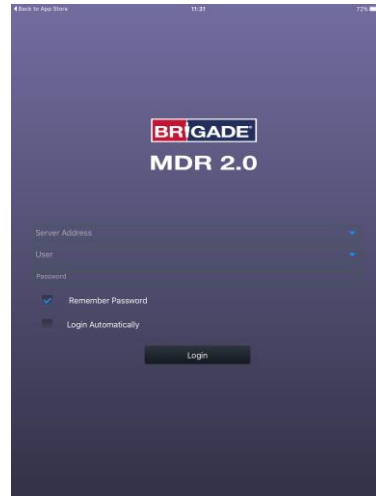 Back to App Store 11:31 72%
BRIGADE
MDR 2.0
Server Address
User
Password
Remember Password
Login Automatically
Login